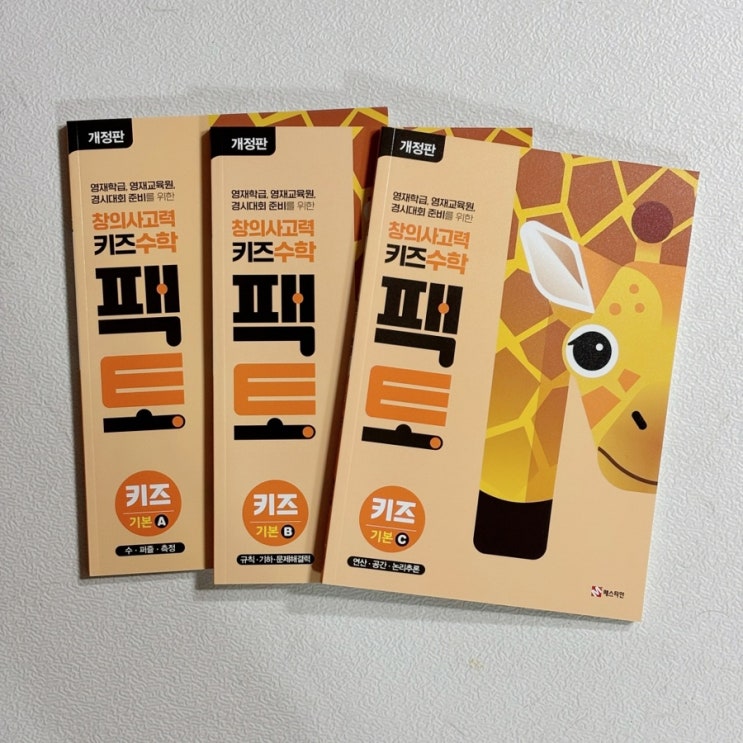 개정판
영재학급, 영재교육원,
경시대회 준비를 위한
창의사고력
키즈수학
팩토
키즈
기본 A
수·퍼즐·측정
개정판
영재학급, 영재교육원,
경시대회 준비를 위한
창의사고력
키즈수학
팩토
키즈
기본 B
규칙·기하·문제해결력
개정판
영재학급, 영재교육원,
경시대회 준비를 위한
창의사고력
키즈수학
팩토
키즈
기본 C
연산·공간·논리추론
매스티안